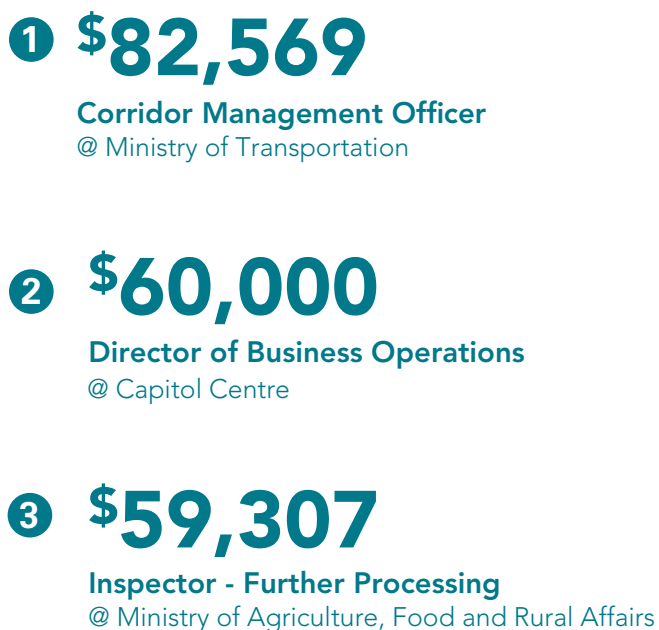 1 $82,569
Corridor Management Officer
@ Ministry of Transportation
2 $60,000
Director of Business Operations
@ Capitol Centre
3 $59,307
Inspector - Further Processing
@ Ministry of Agriculture, Food and Rural Affairs